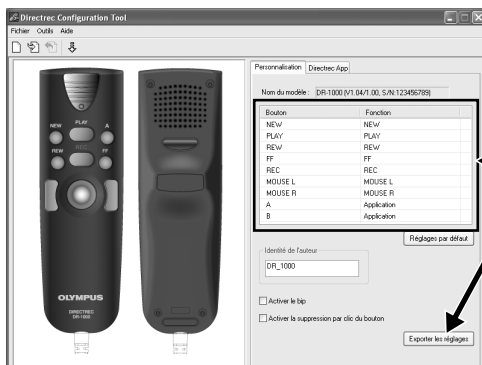 Directrec Configuration Tool
Fichier Outils Aide
Personnalisation Directrec App
Nom du modèle : DR-1000 (V1.04/1.00, S/N:123456789)
Bouton Fonction
NEW NEW
PLAY PLAY
REW REW
FF FF
REC REC
MOUSE L MOUSE L
MOUSE R MOUSE R
A Application
B Application
Réglages par défaut
Identité de l'auteur
DR_1000
Activer le bip
Activer la suppression par clic du bouton
Exporter les réglages
NEW PLAY A
REW REC FF
OLYMPUS
DIRECTREC
DR-1000